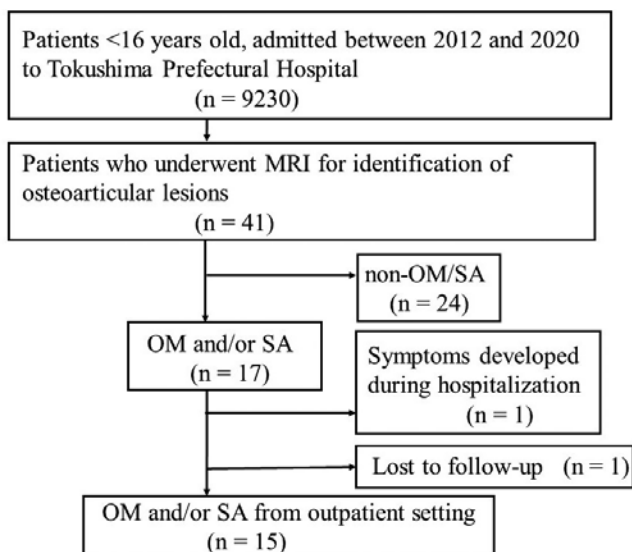 Patients <16 years old, admitted between 2012 and 2020
to Tokushima Prefectural Hospital
(n = 9230)
Patients who underwent MRI for identification of
osteoarticular lesions
(n = 41)
non-OM/SA
(n = 24)
OM and/or SA
(n = 17)
Symptoms developed
during hospitalization
(n = 1)
Lost to follow-up (n = 1)
OM and/or SA from outpatient setting
(n = 15)